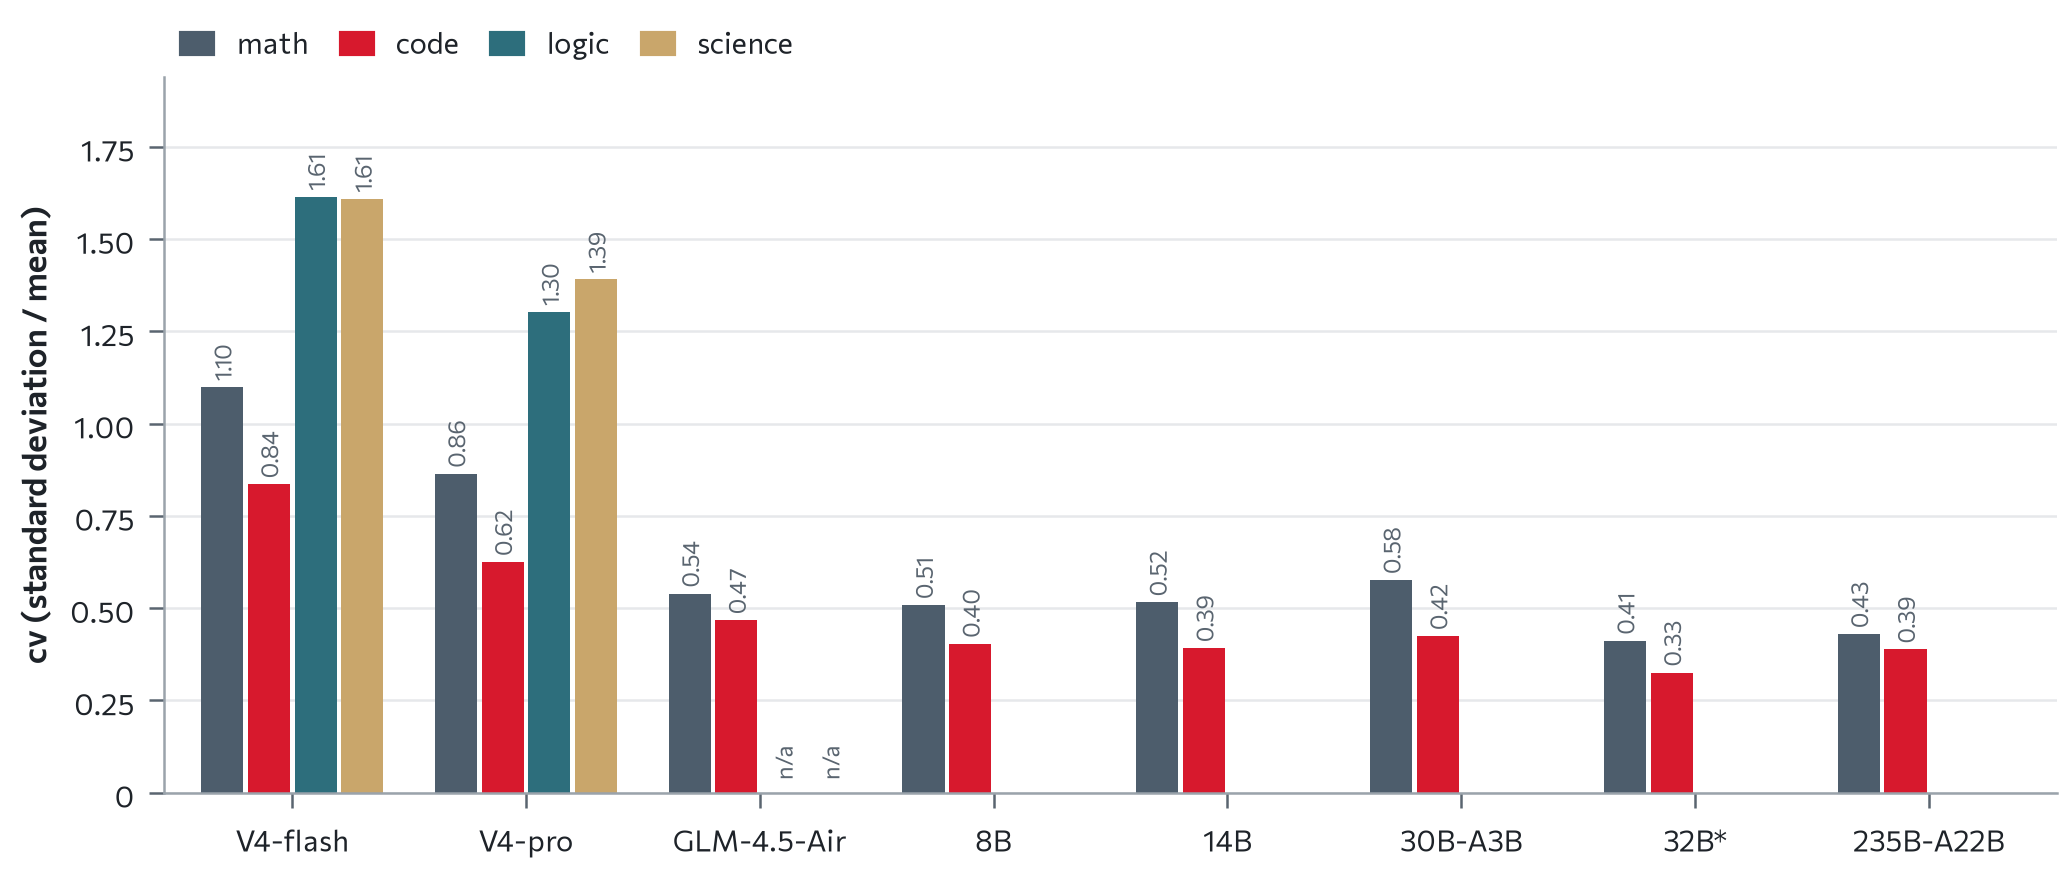 math code logic science
cv (standard deviation / mean)
1.75
1.50
1.25
1.00
0.75
0.50
0.25
0
1.10 0.84 1.61 1.61
0.86 0.62 1.30 1.39
0.54 0.47 n/a n/a
0.51 0.40
0.52 0.39
0.58 0.42
0.41 0.33
0.43 0.39
V4-flash V4-pro GLM-4.5-Air 8B 14B 30B-A3B 32B* 235B-A22B